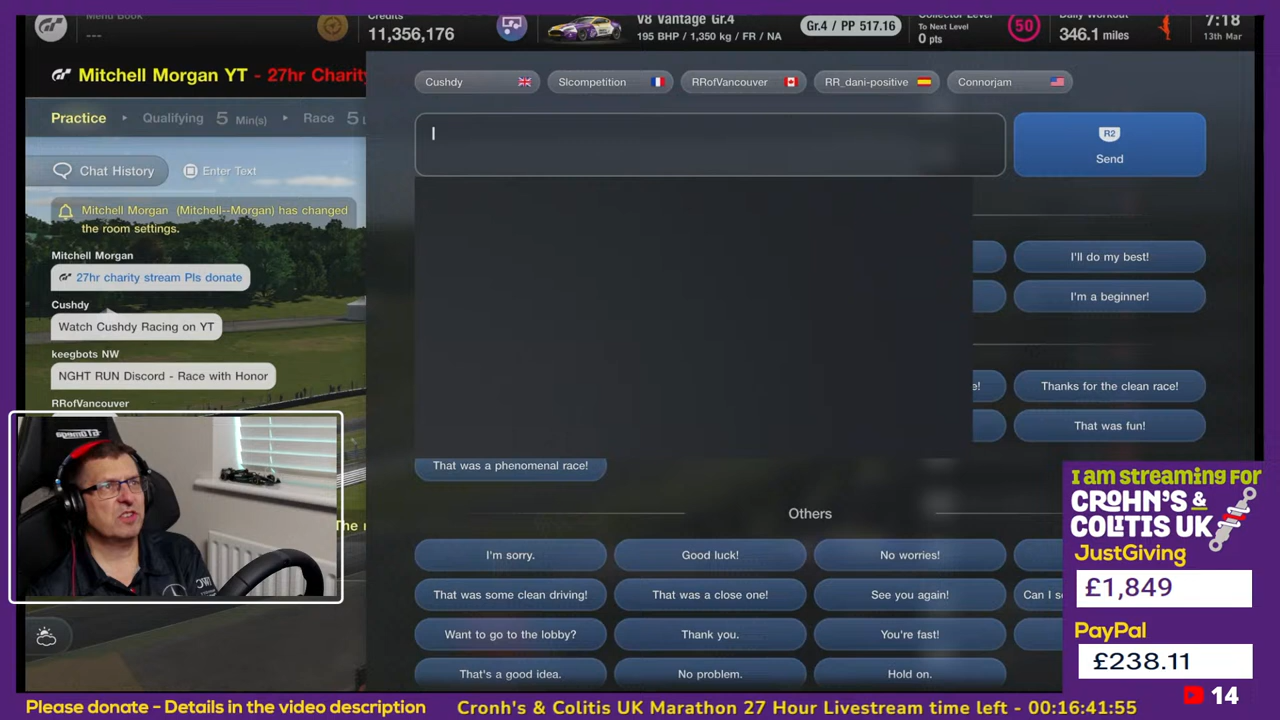 Menu Book
---
Credits
11,356,176
V8 Vantage Gr.4
195 BHP / 1,350 kg / FR / NA
Gr.4 / PP 517.16
Collector Level
To Next Level
0 pts
50
Daily Workout
346.1 miles
7:18
13th Mar
Mitchell Morgan YT - 27hr Charity
Cushdy
SIcompetition
RRofVancouver
RR_dani-positive
Connorjam
Practice
Qualifying 5 Min(s)
Race 5 L
R2
Send
Chat History
Enter Text
Mitchell Morgan (Mitchell--Morgan) has changed
the room settings.
Mitchell Morgan
27hr charity stream Pls donate
Cushdy
Watch Cushdy Racing on YT
keegbots NW
NGHT RUN Discord - Race with Honor
RRofVancouver
I'll do my best!
I'm a beginner!
Thanks for the clean race!
That was fun!
That was a phenomenal race!
GT Omega
The r
Others
I'm sorry.
Good luck!
No worries!
That was some clean driving!
That was a close one!
See you again!
Can I s
Want to go to the lobby?
Thank you.
You're fast!
That's a good idea.
No problem.
Hold on.
I am streaming for
CROHN'S &
COLITIS UK
JustGiving
£1,849
PayPal
£238.11
14
Please donate - Details in the video description
Cronh's & Colitis UK Marathon 27 Hour Livestream time left - 00:16:41:55